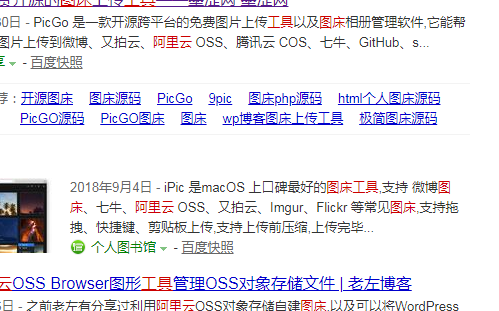 图床上传工具
30日 - PicGo 是一款开源跨平台的免费图片上传工具以及图床相册管理软件,它能帮
图片上传到微博、又拍云、阿里云 OSS、腾讯云 COS、七牛、GitHub、s...
享 - 百度快照
荐：开源图床 图床源码 PicGo 9pic 图床php源码 html个人图床源码
PicGO源码 PicGO图床 图床 wp博客图床上传工具 极简图床源码
2018年9月4日 - iPic 是macOS 上口碑最好的图床工具,支持 微博图
床、七牛、阿里云 OSS、又拍云、Imgur、Flickr 等常见图床,支持拖
拽、快捷键、剪贴板上传,支持上传前压缩,上传完毕...
个人图书馆 - 百度快照
云OSS Browser图形工具管理OSS对象存储文件 | 老左博客
6日 - 之前老左有分享过利用阿里云OSS对象存储自建图床,以及可以将WordPress